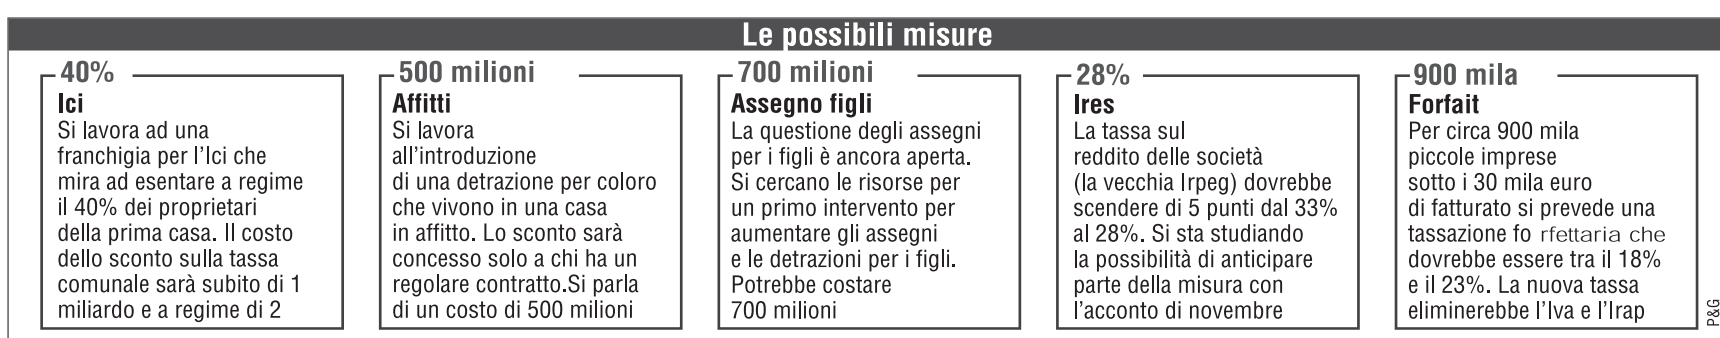 Le possibili misure
40%
Ici
Si lavora ad una
franchigia per l'Ici che
mira ad esentare a regime
il 40% dei proprietari
della prima casa. Il costo
dello sconto sulla tassa
comunale sarà subito di 1
miliardo e a regime di 2
500 milioni
Affitti
Si lavora
all'introduzione
di una detrazione per coloro
che vivono in una casa
in affitto. Lo sconto sarà
concesso solo a chi ha un
regolare contratto.Si parla
di un costo di 500 milioni
700 milioni
Assegno figli
La questione degli assegni
per i figli è ancora aperta.
Si cercano le risorse per
un primo intervento per
aumentare gli assegni
e le detrazioni per i figli.
Potrebbe costare
700 milioni
28%
Ires
La tassa sul
reddito delle società
(la vecchia Irpeg) dovrebbe
scendere di 5 punti dal 33%
al 28%. Si sta studiando
la possibilità di anticipare
parte della misura con
l'acconto di novembre
900 mila
Forfait
Per circa 900 mila
piccole imprese
sotto i 30 mila euro
di fatturato si prevede una
tassazione fo rfettaria che
dovrebbe essere tra il 18%
e il 23%. La nuova tassa
eliminerebbe l'Iva e l'Irap
P&G